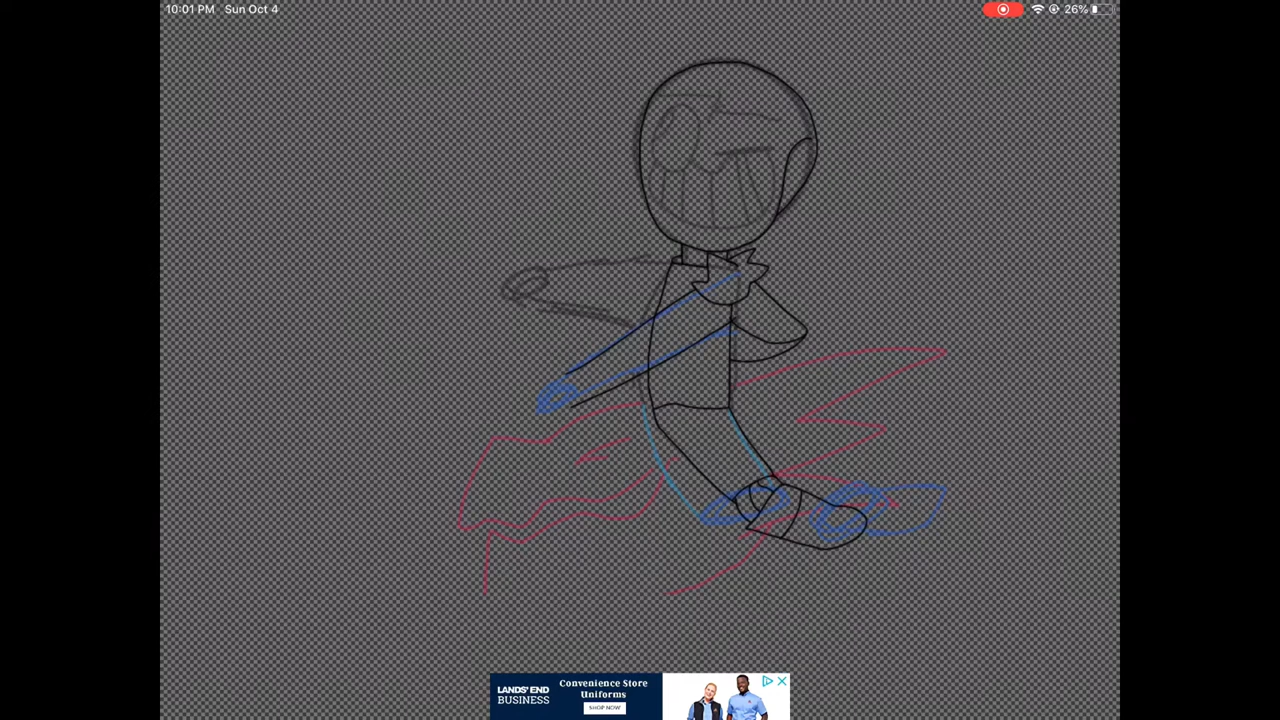 10:01 PM Sun Oct 4
26%
LANDS' END
BUSINESS
Convenience Store
Uniforms
SHOP NOW